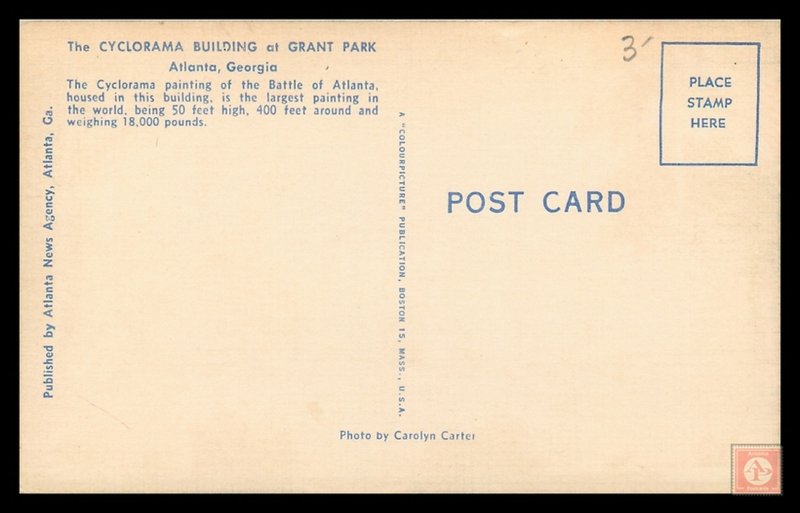 The CYCLORAMA BUILDING at GRANT PARK
Atlanta, Georgia
The Cyclorama painting of the Battle of Atlanta,
housed in this building, is the largest painting in
the world, being 50 feet high, 400 feet around and
weighing 18,000 pounds.
Published by Atlanta News Agency, Atlanta, Ga.
A "COLOURPICTURE" PUBLICATION, BOSTON 15, MASS., U.S.A.
3
PLACE
STAMP
HERE
POST CARD
Photo by Carolyn Carter